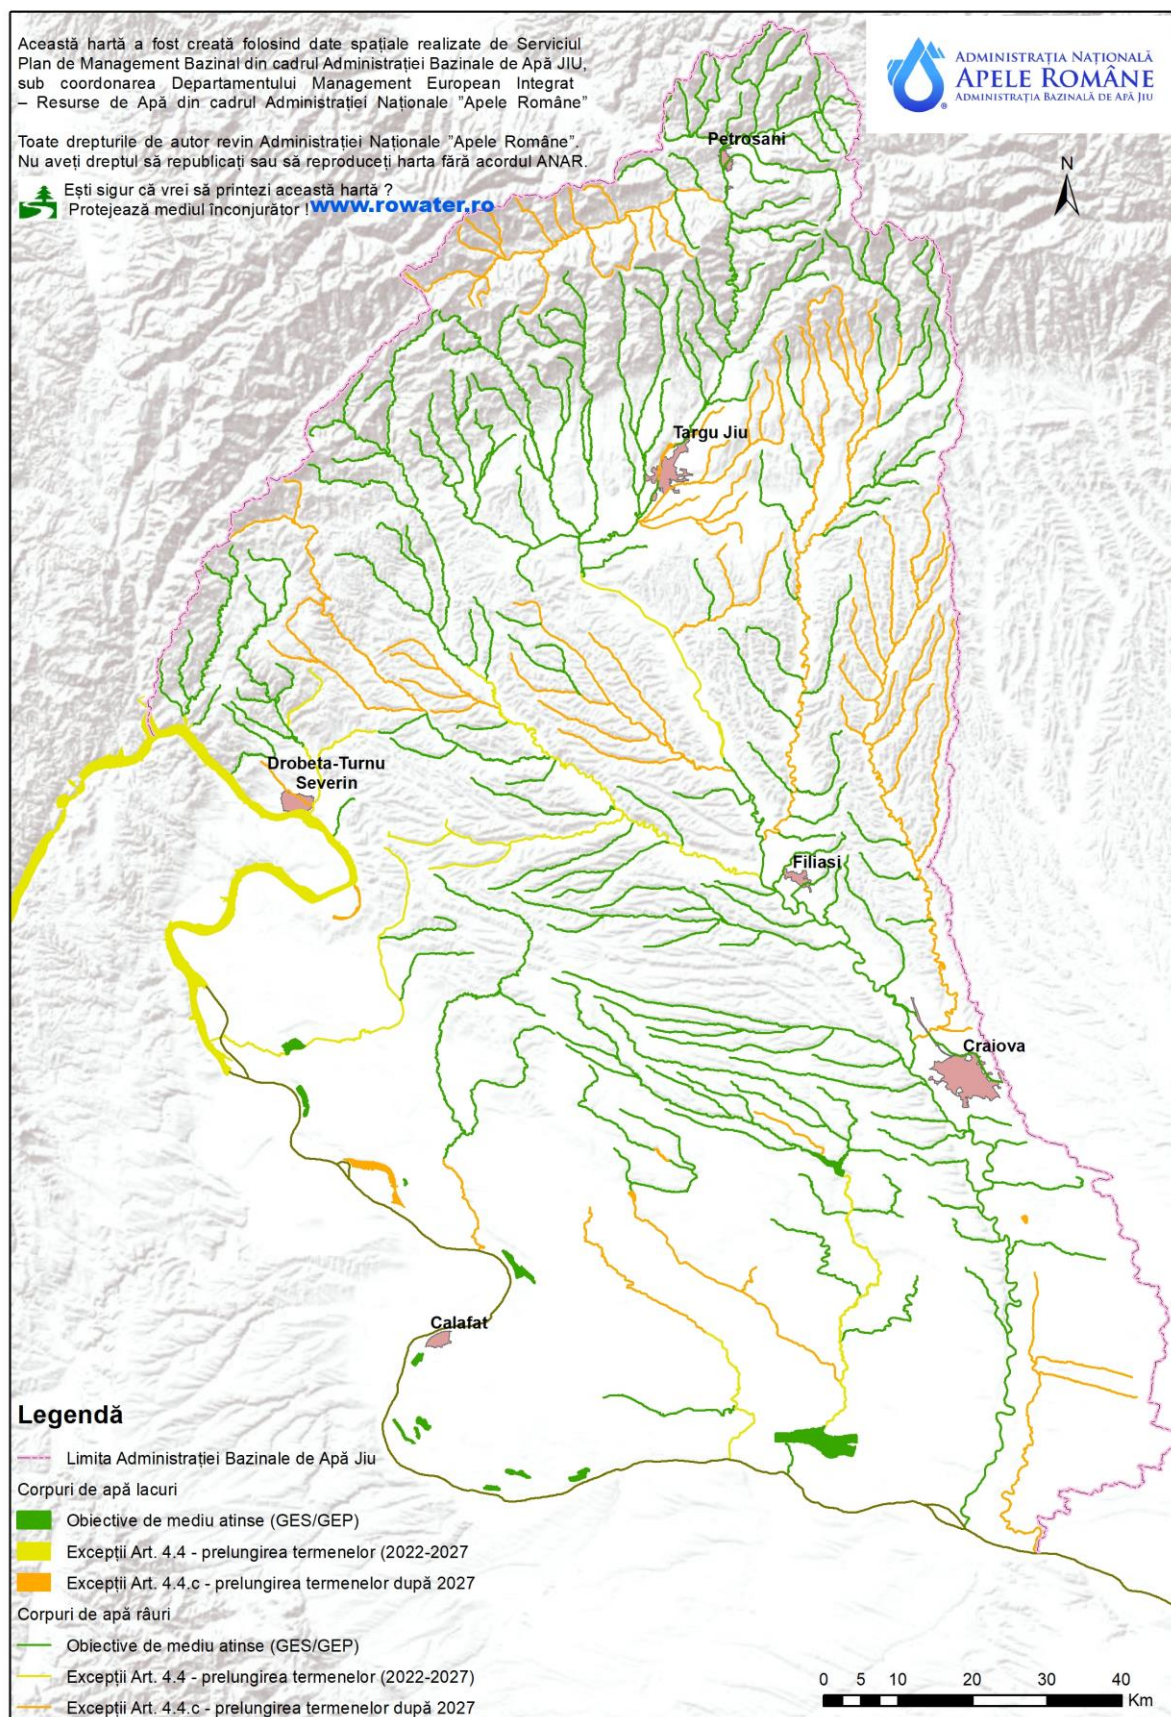 Această hartă a fost creată folosind date spațiale realizate de Serviciul
Plan de Management Bazinal din cadrul Administrației Bazinale de Apă JIU,
sub coordonarea Departamentului Management European Integrat
– Resurse de Apă din cadrul Administrației Naționale "Apele Române"
Toate drepturile de autor revin Administrației Naționale "Apele Române".
Nu aveți dreptul să republicați sau să reproduceți harta fără acordul ANAR.
Ești sigur că vrei să printezi această hartă ?
Protejează mediul înconjurător ! www.rowater.ro
ADMINISTRAȚIA NAȚIONALĂ
APELE ROMÂNE
ADMINISTRAȚIA BAZINALĂ DE APĂ JIU
®
N
Petrosani
Targu Jiu
Drobeta-Turnu
Severin
Filiasi
Craiova
Calafat
Legendă
Limita Administrației Bazinale de Apă Jiu
Corpuri de apă lacuri
Obiective de mediu atinse (GES/GEP)
Excepții Art. 4.4 - prelungirea termenelor (2022-2027
Excepții Art. 4.4.c - prelungirea termenelor după 2027
Corpuri de apă râuri
Obiective de mediu atinse (GES/GEP)
Excepții Art. 4.4 - prelungirea termenelor (2022-2027)
Excepții Art. 4.4.c - prelungirea termenelor după 2027
0 5 10 20 30 40
Km